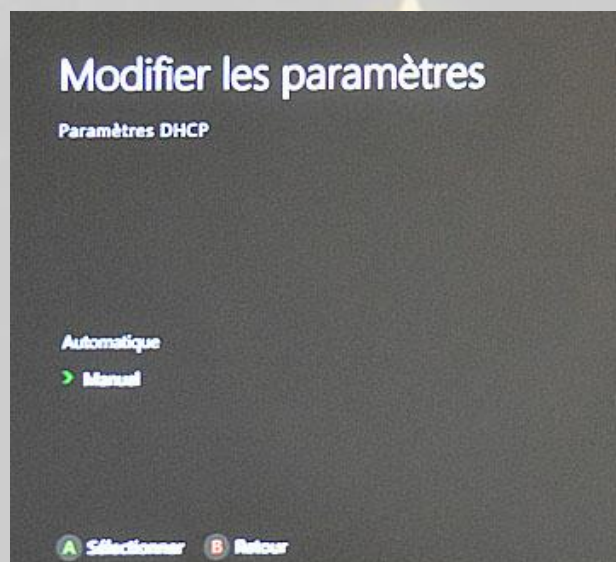 Modifier les paramètres
Paramètres DHCP
Automatique
Manuel
A Sélectionner B Retour